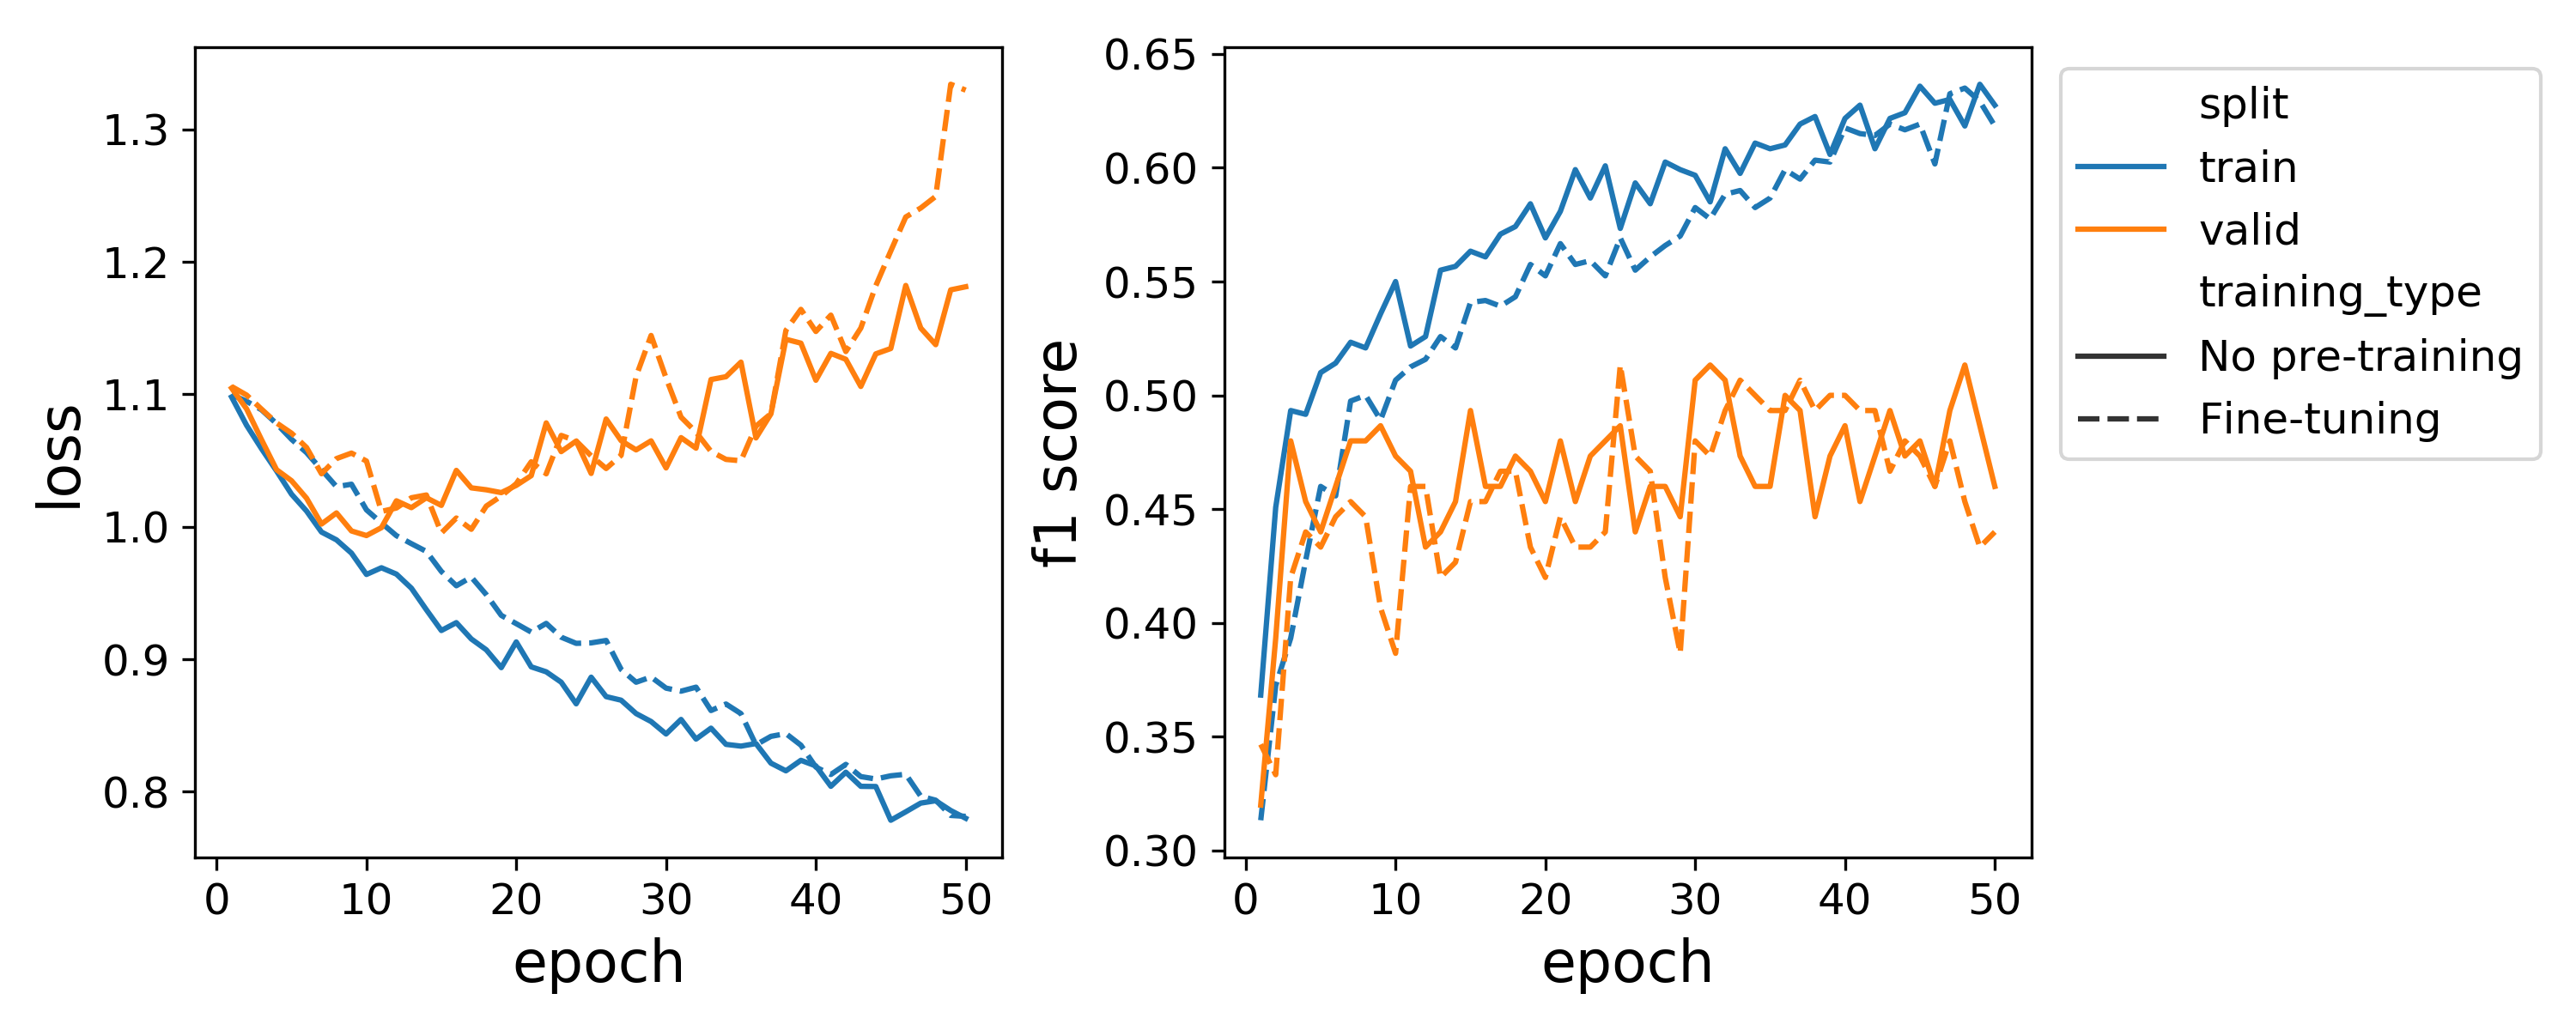 loss
1.3
1.2
1.1
1.0
0.9
0.8
0 10 20 30 40 50
epoch
f1 score
0.65
0.60
0.55
0.50
0.45
0.40
0.35
0.30
0 10 20 30 40 50
epoch
split
train
valid
training_type
No pre-training
Fine-tuning